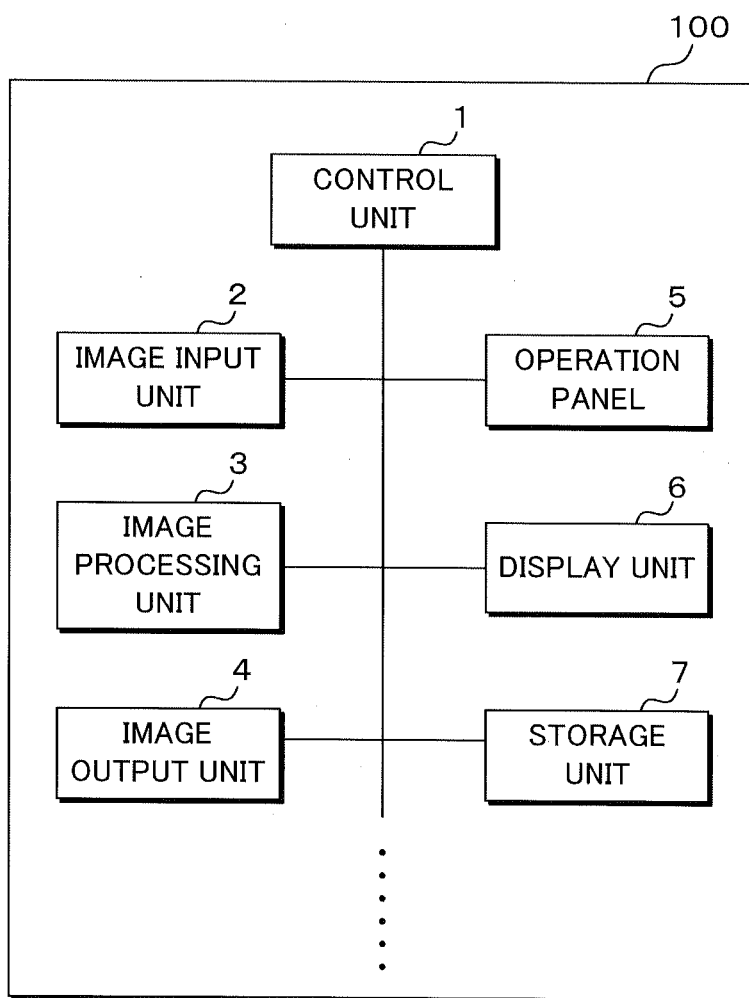 100
1
CONTROL
UNIT
2
IMAGE INPUT
UNIT
5
OPERATION
PANEL
3
IMAGE
PROCESSING
UNIT
6
DISPLAY UNIT
4
IMAGE
OUTPUT UNIT
7
STORAGE
UNIT